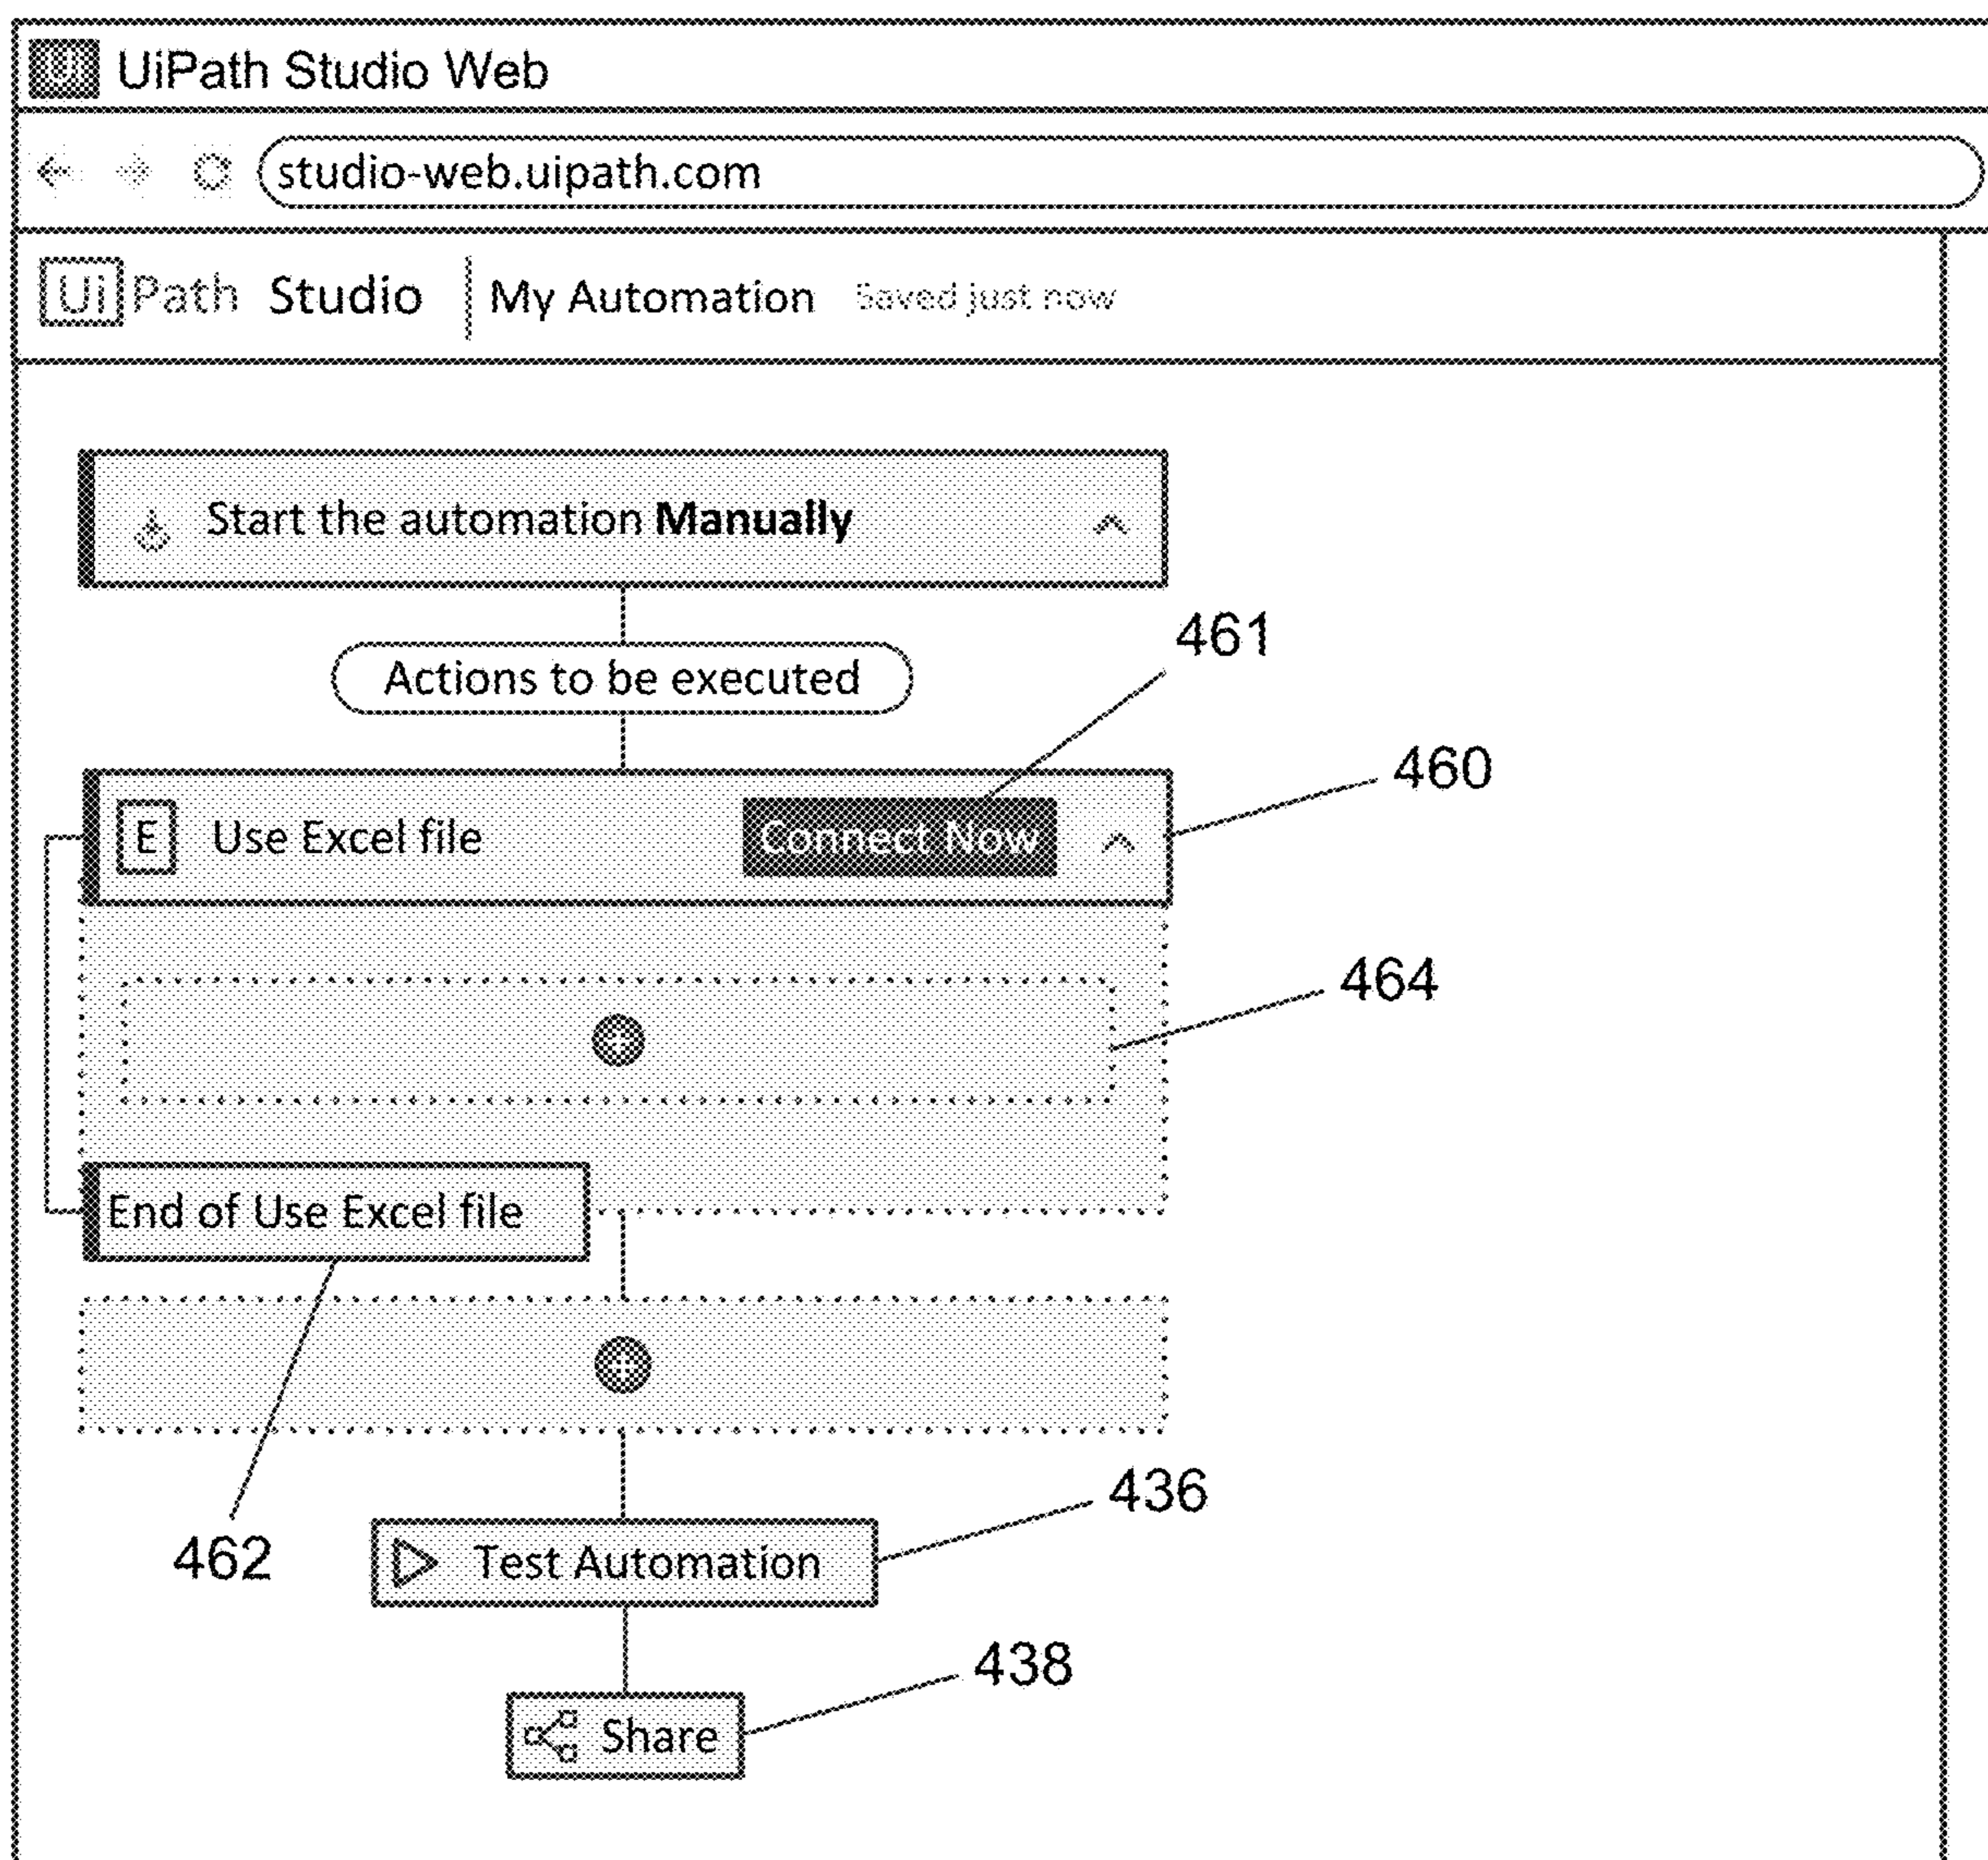 Ui UiPath Studio Web
studio-web.uipath.com
UiPath Studio My Automation Saved just now
Start the automation Manually
461
Actions to be executed
460
E Use Excel file Connect Now
464
End of Use Excel file
436
462
Test Automation
438
Share